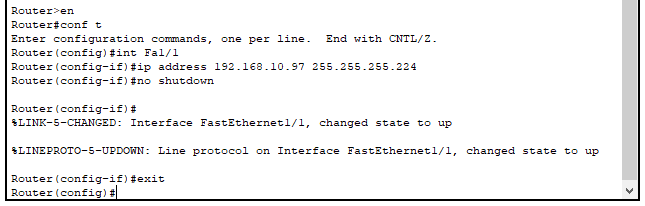 Router>en
Router#conf t
Enter configuration commands, one per line.  End with CNTL/Z.
Router(config)#int Fa1/1
Router(config-if)#ip address 192.168.10.97 255.255.255.224
Router(config-if)#no shutdown
Router(config-if)#
%LINK-5-CHANGED: Interface FastEthernet1/1, changed state to up
%LINEPROTO-5-UPDOWN: Line protocol on Interface FastEthernet1/1, changed state to up
Router(config-if)#exit
Router(config)#